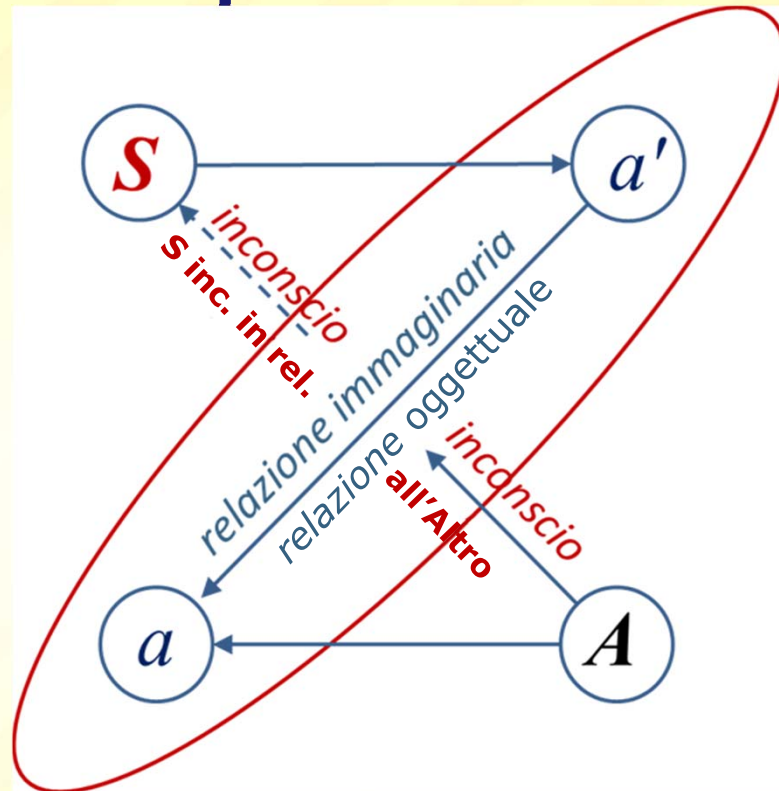 S
a'
inconscio
S inc. in rel.
relazione immaginaria
relazione oggettuale
inconscio
all'Altro
a
A